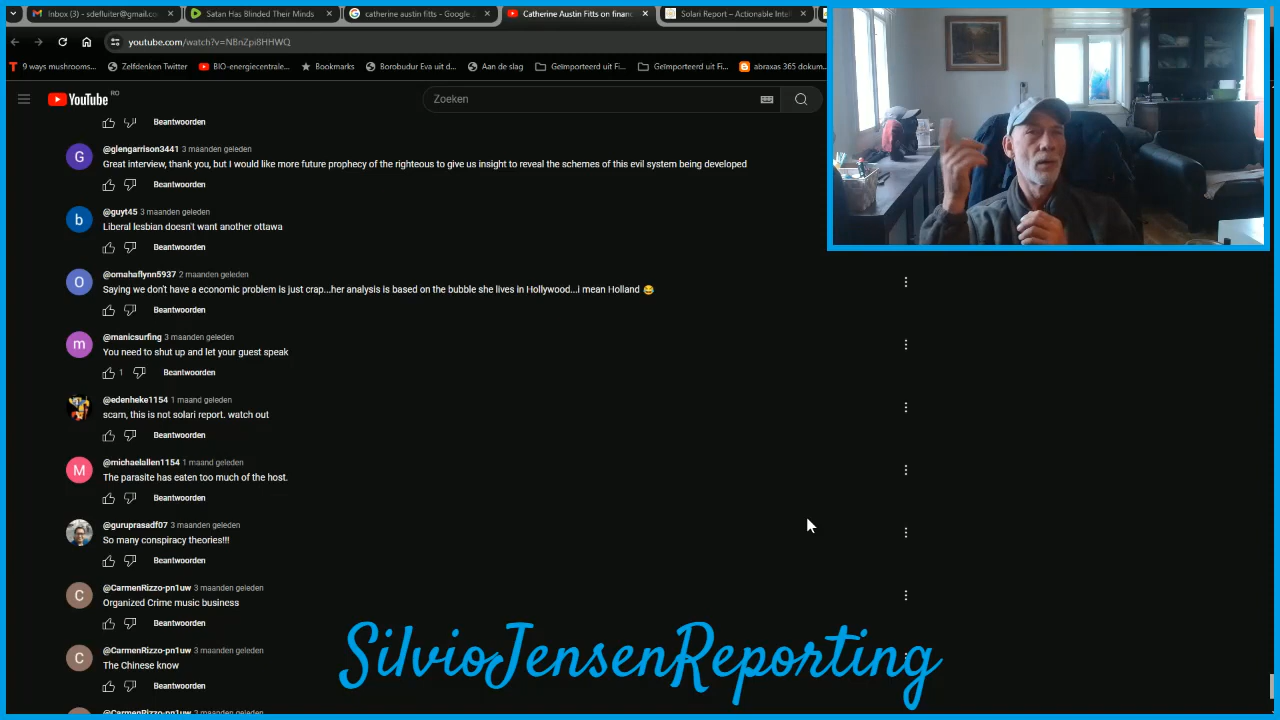 Inbox (1) - sdefluiter@gmail.co
Satan Has Blinded Their Minds
catherine austin fitts - Google
Catherine Austin Fitts on finan
Solari Report – Actionable Intel
youtube.com/watch?v=NBnZpi8HHWQ
9 ways mushrooms...
Zelfdenken Twitter
BIO-energiecentrale...
Bookmarks
Borobudur Eva uit d...
Aan de slag
Geïmporteerd uit Fi...
Geïmporteerd uit Fi...
abraxas 365 dokum...
YouTube RO
Zoeken
Beantwoorden
G
@glengarrison3441 3 maanden geleden
Great interview, thank you, but I would like more future prophecy of the righteous to give us insight to reveal the schemes of this evil system being developed
Beantwoorden
b
@guyt45 3 maanden geleden
Liberal lesbian doesn't want another ottawa
Beantwoorden
O
@omahaflynn5937 2 maanden geleden
Saying we don't have a economic problem is just crap...her analysis is based on the bubble she lives in Hollywood...i mean Holland 😂
Beantwoorden
m
@manicsurfing 3 maanden geleden
You need to shut up and let your guest speak
1 Beantwoorden
@edenheke1154 1 maand geleden
scam, this is not solari report. watch out
Beantwoorden
M
@michaelallen1154 1 maand geleden
The parasite has eaten too much of the host.
Beantwoorden
@guruprasadf07 3 maanden geleden
So many conspiracy theories!!!
Beantwoorden
C
@CarmenRizzo-pn1uw 3 maanden geleden
Organized Crime music business
Beantwoorden
C
@CarmenRizzo-pn1uw 3 maanden geleden
The Chinese know
Beantwoorden
@CarmenRizzo-pn1uw 3 maanden geleden
SilvioJensenReporting